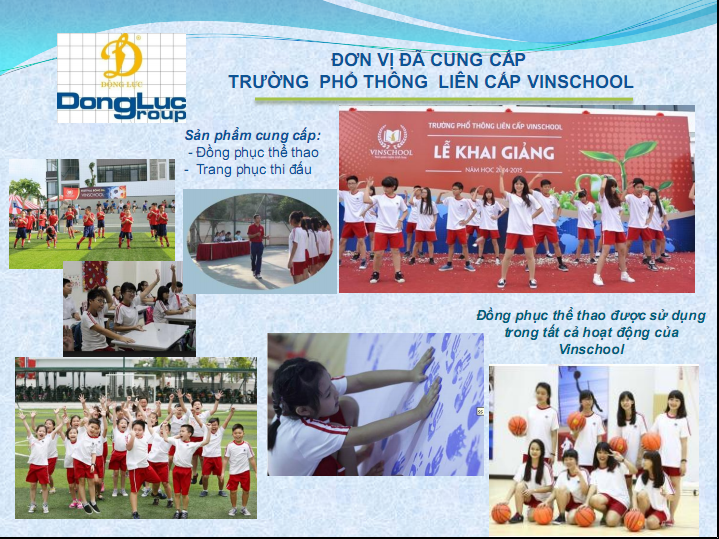 ĐƠN VỊ ĐÃ CUNG CẤP
TRƯỜNG PHỔ THÔNG LIÊN CẤP VINSCHOOL
Đ
ĐỘNG LỰC
DongLuc
Group
Sản phẩm cung cấp:
- Đồng phục thể thao
- Trang phục thi đấu
TRƯỜNG PHỔ THÔNG LIÊN CẤP VINSCHOOL
VINSCHOOL
LỄ KHAI GIẢNG
NĂM HỌC 2014-2015
VINSCHOOL
Đồng phục thể thao được sử dụng
trong tất cả hoạt động của
Vinschool